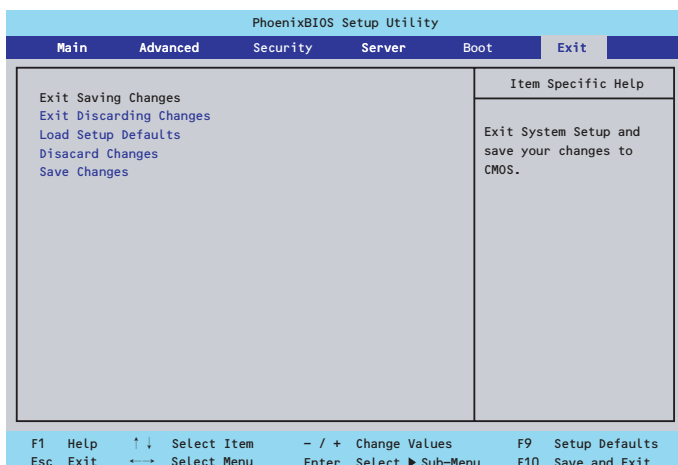 PhoenixBIOS Setup Utility
Main Advanced Security Server Boot Exit
Item Specific Help
Exit Saving Changes
Exit Discarding Changes
Load Setup Defaults
Disacard Changes
Save Changes
Exit System Setup and
save your changes to
CMOS.
F1 Help ↑↓ Select Item - / + Change Values F9 Setup Defaults
Esc Exit ←→ Select Menu Enter Select ▶ Sub-Menu F10 Save and Exit